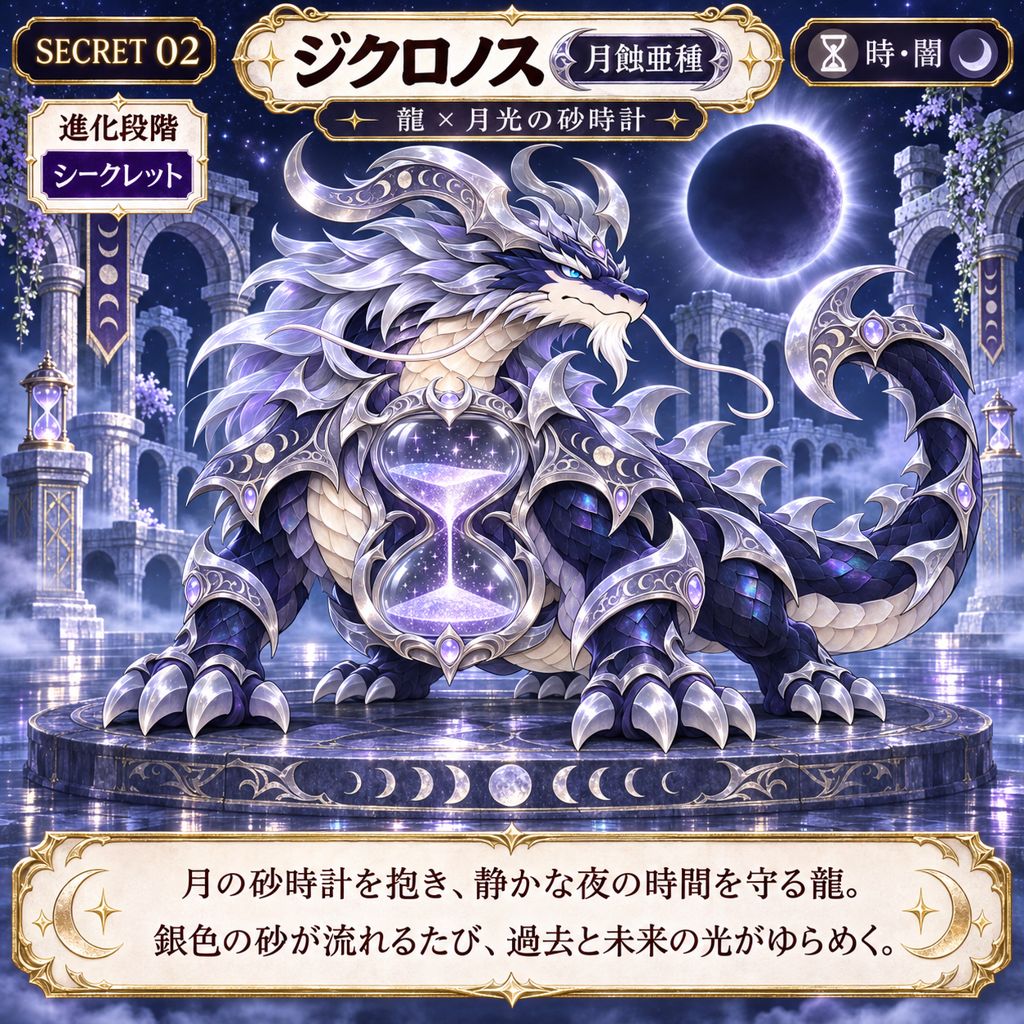 SECRET 02
ジクロノス 月蝕亜種
時・闇
龍 × 月光の砂時計
進化段階
シークレット
月の砂時計を抱き、静かな夜の時間を守る龍。
銀色の砂が流れるたび、過去と未来の光がゆらめく。